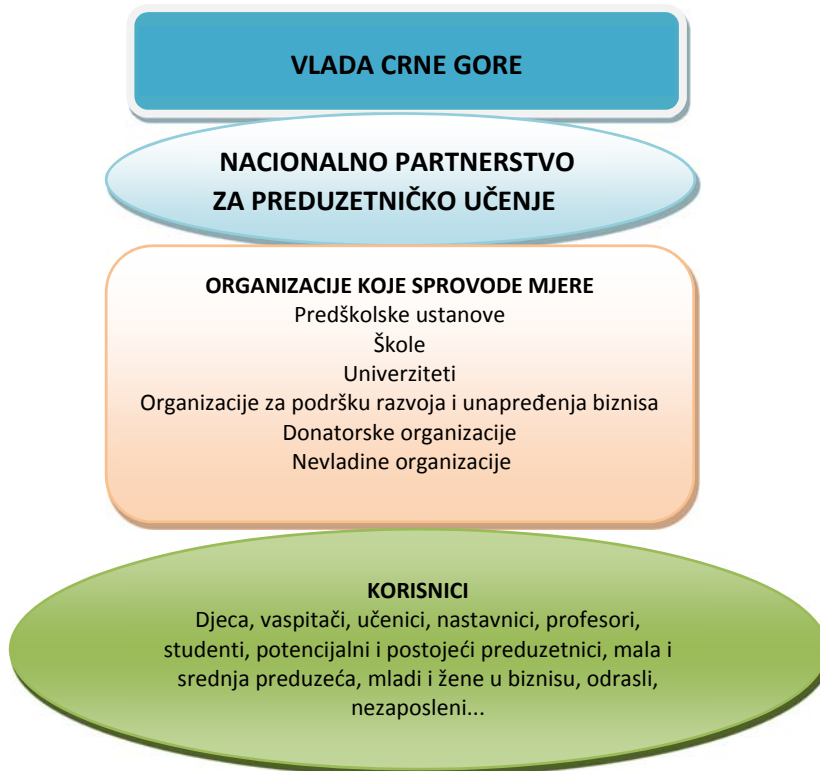 VLADA CRNE GORE
NACIONALNO PARTNERSTVO
ZA PREDUZETNIČKO UČENJE
ORGANIZACIJE KOJE SPROVODE MJERE
Predškolske ustanove
Škole
Univerziteti
Organizacije za podršku razvoja i unapređenja biznisa
Donatorske organizacije
Nevladine organizacije
KORISNICI
Djeca, vaspitači, učenici, nastavnici, profesori,
studenti, potencijalni i postojeći preduzetnici, mala i
srednja preduzeća, mladi i žene u biznisu, odrasli,
nezaposleni...